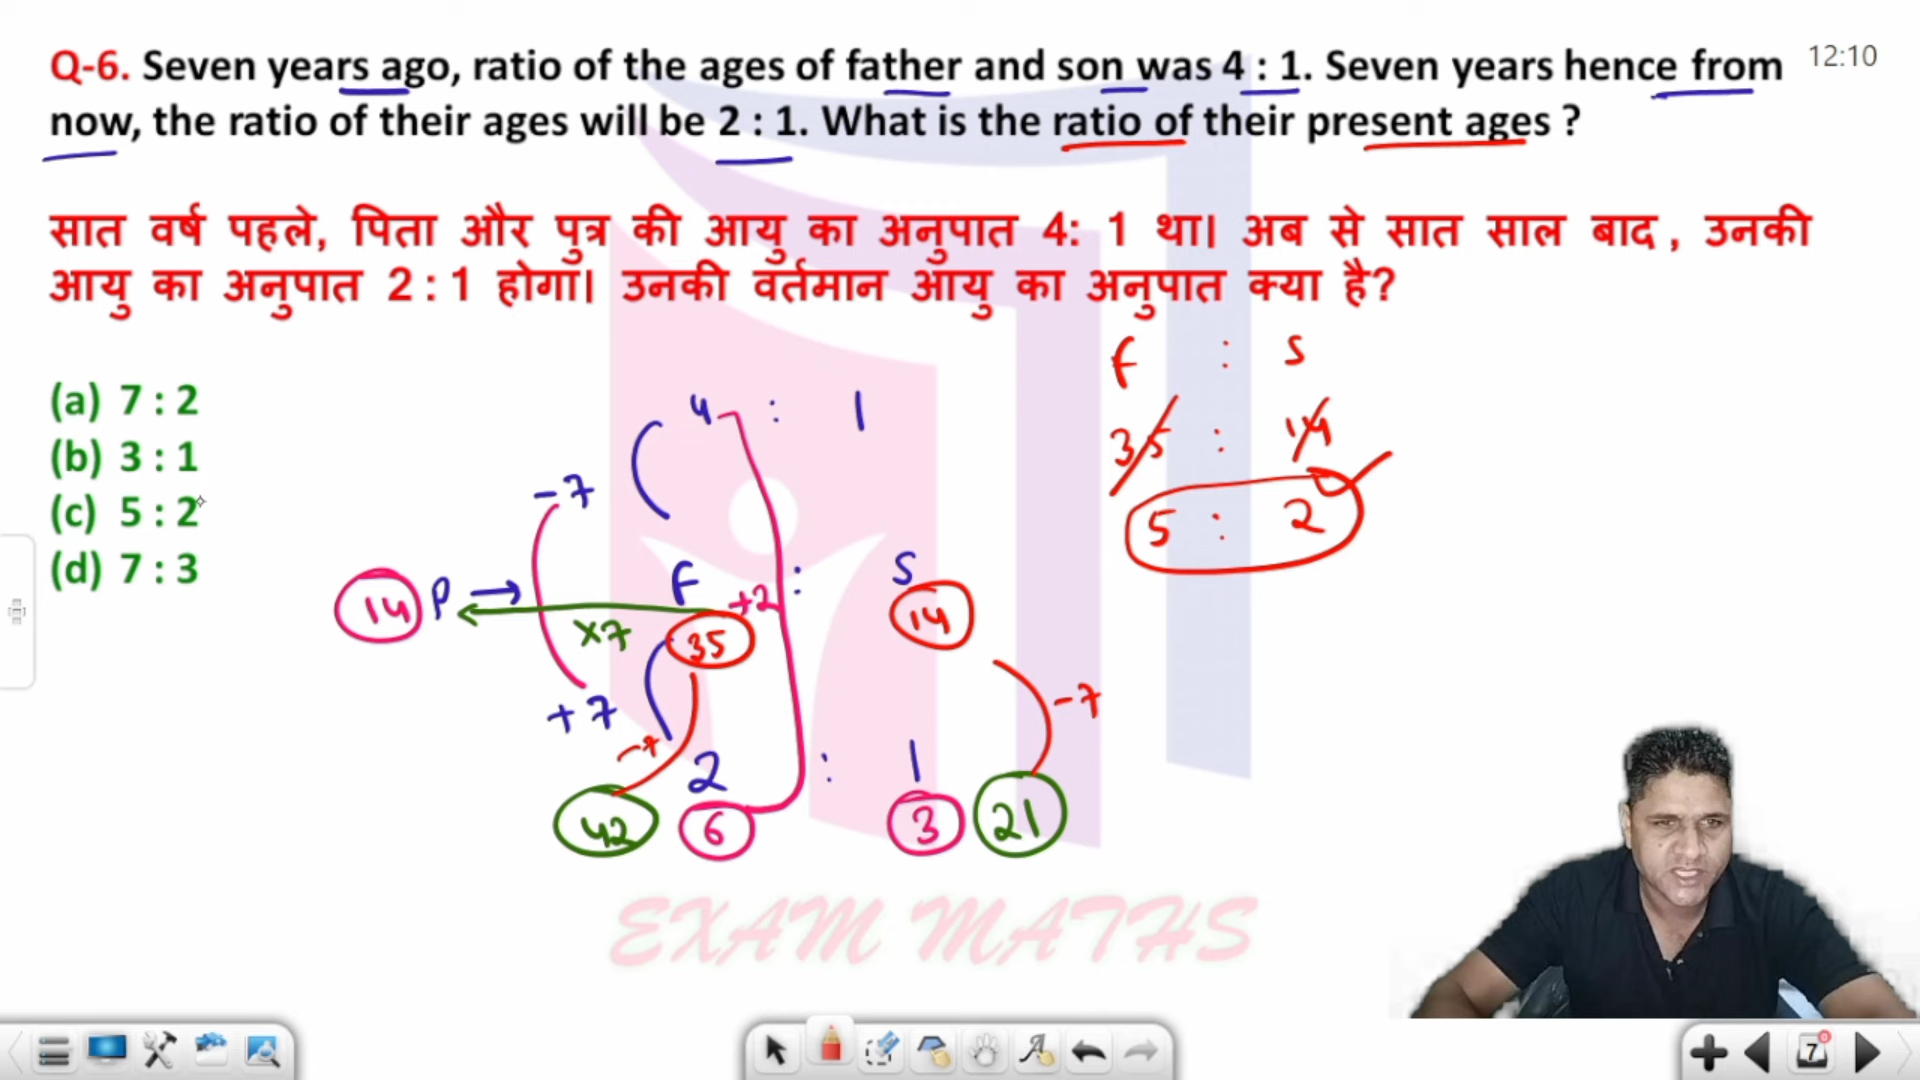 Q-6. Seven years ago, ratio of the ages of father and son was 4 : 1. Seven years hence from
now, the ratio of their ages will be 2 : 1. What is the ratio of their present ages ?
12:10
सात वर्ष पहले, पिता और पुत्र की आयु का अनुपात 4: 1 था। अब से सात साल बाद , उनकी
आयु का अनुपात 2 : 1 होगा। उनकी वर्तमान आयु का अनुपात क्या है?
(a) 7 : 2
(b) 3 : 1
(c) 5 : 2
(d) 7 : 3
4 : 1
-7
14 P → F : S
+2
×7
35 14
+7
-7 -7
2 : 1
42 6 3 21
F : S
35 : 14
5 : 2
EXAM MATHS
7
0